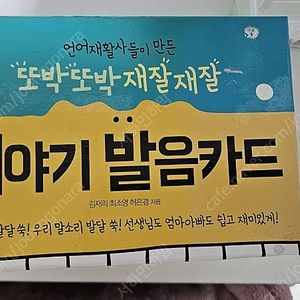 언어재활사들이 만든
또박또박 재잘재잘
야기 발음카드
김재리 최소영 허은경 지음
달 쑥! 우리 말소리 발달 쑥! 선생님도 엄마아빠도 쉽고 재미있게!